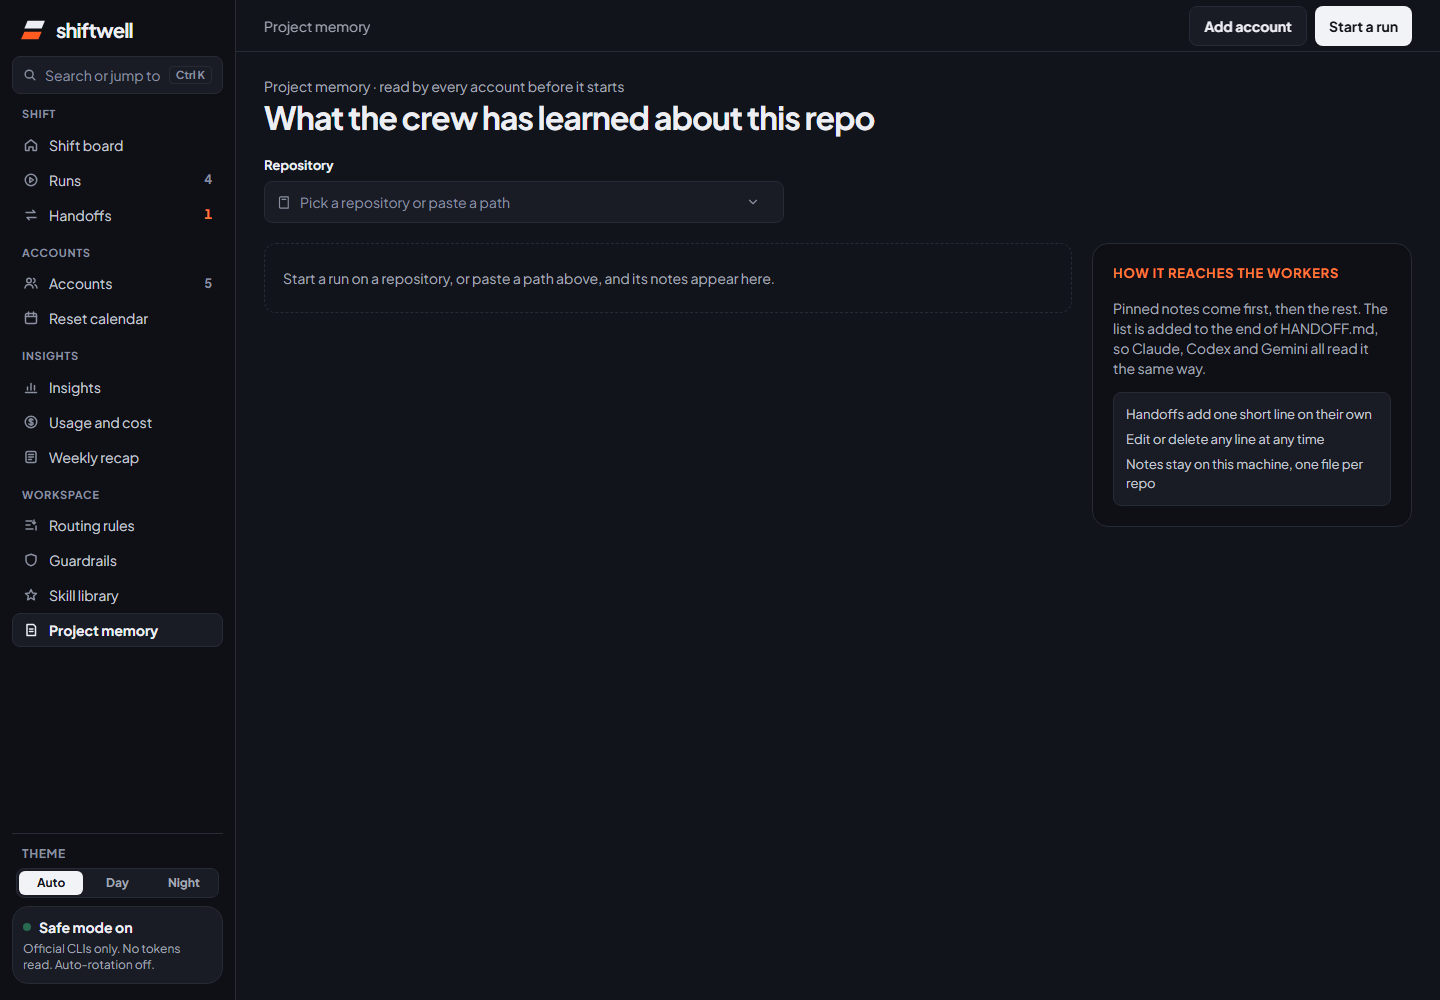 shiftwell
Search or jump to
Ctrl K
SHIFT
Shift board
Runs 4
Handoffs 1
ACCOUNTS
Accounts 5
Reset calendar
INSIGHTS
Insights
Usage and cost
Weekly recap
WORKSPACE
Routing rules
Guardrails
Skill library
Project memory
THEME
Auto Day Night
Safe mode on
Official CLIs only. No tokens
read. Auto-rotation off.
Project memory
Add account
Start a run
Project memory · read by every account before it starts
What the crew has learned about this repo
Repository
Pick a repository or paste a path
Start a run on a repository, or paste a path above, and its notes appear here.
HOW IT REACHES THE WORKERS
Pinned notes come first, then the rest. The
list is added to the end of HANDOFF.md,
so Claude, Codex and Gemini all read it
the same way.
Handoffs add one short line on their own
Edit or delete any line at any time
Notes stay on this machine, one file per
repo